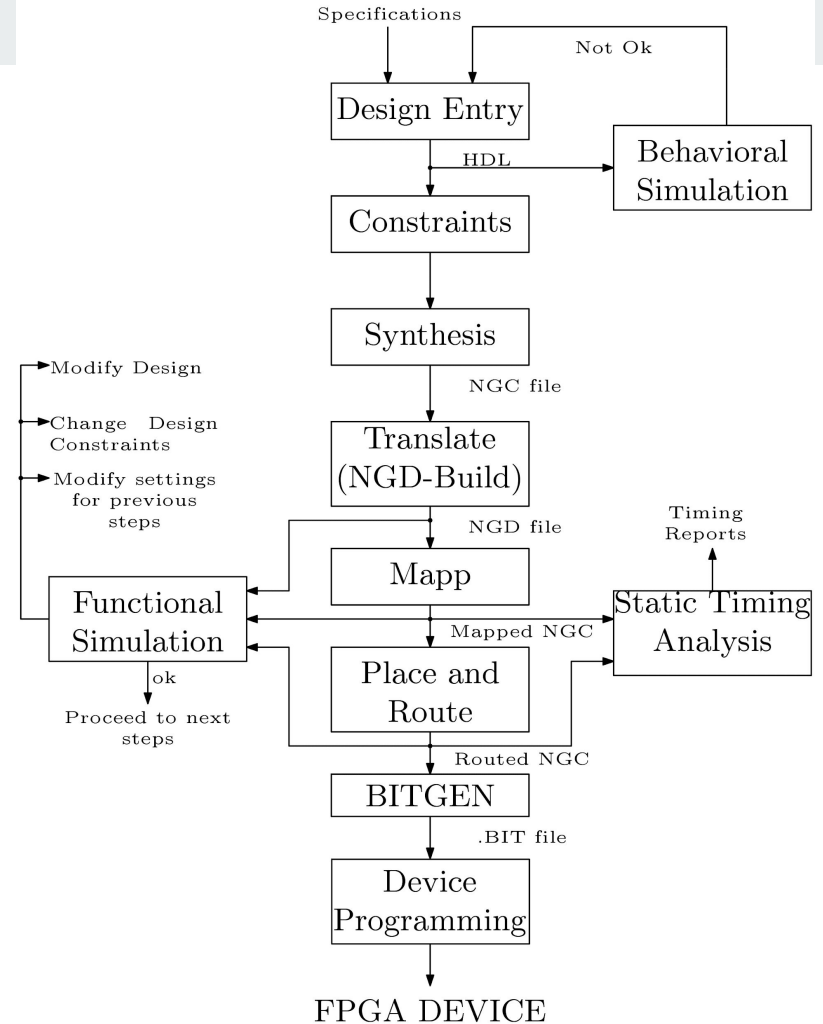 Specifications
Not Ok
Design Entry
HDL
Behavioral
Simulation
Constraints
Synthesis
NGC file
Modify Design
Change Design
Constraints
Modify settings
for previous
steps
Translate
(NGD-Build)
NGD file
Timing
Reports
Mapp
Functional
Simulation
Static Timing
Analysis
Mapped NGC
ok
Proceed to next
steps
Place and
Route
Routed NGC
BITGEN
.BIT file
Device
Programming
FPGA DEVICE